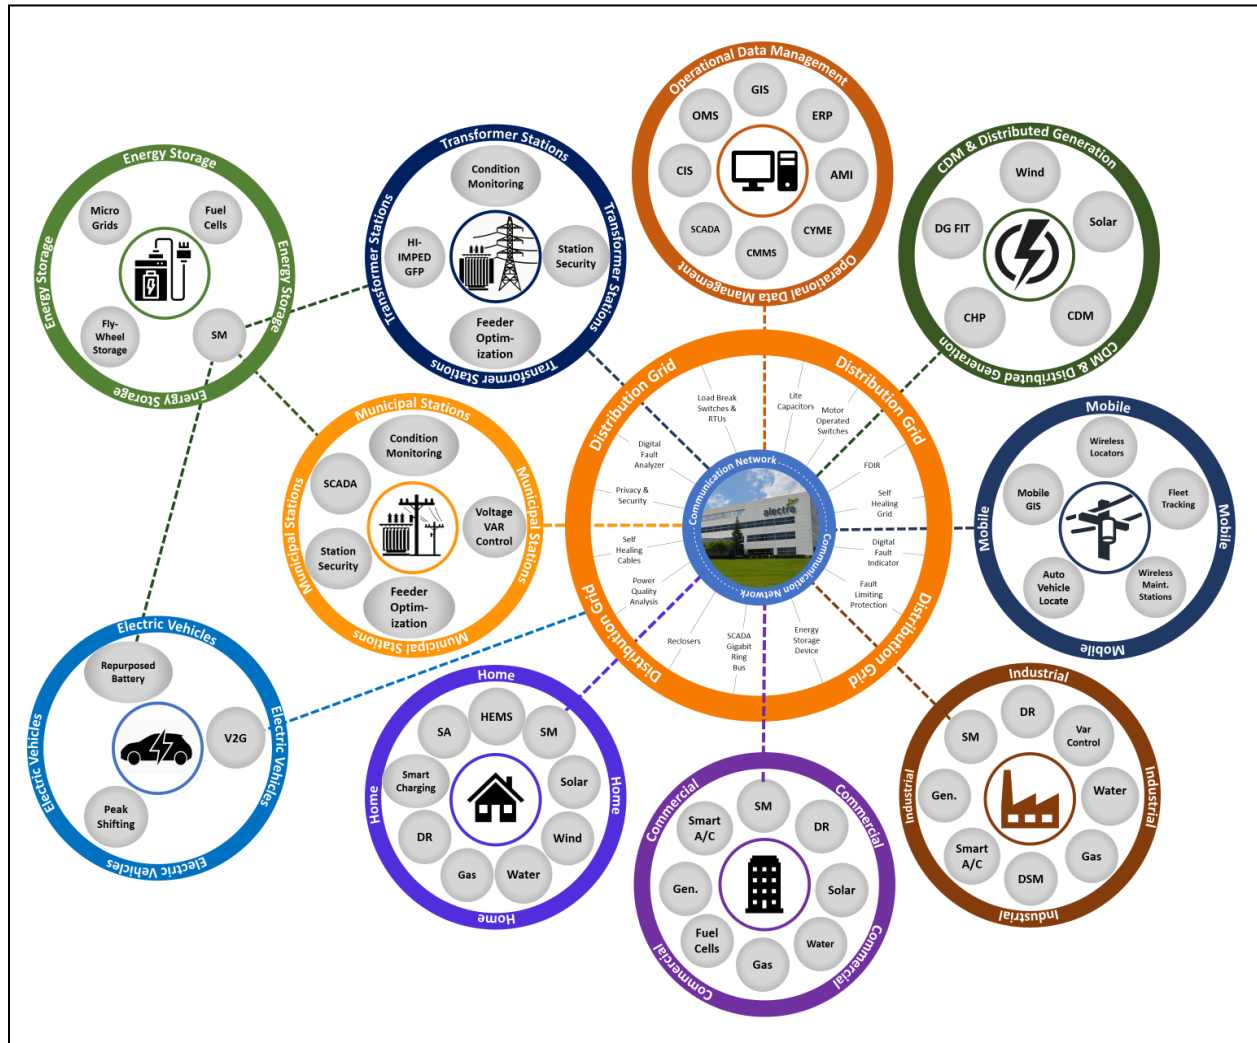 Operational Data Management
GIS
OMS
ERP
CIS
AMI
SCADA
CYME
CMMS
Operational Data Management
Transformer Stations
Condition
Monitoring
HI-
IMPED
GFP
Station
Security
Feeder
Optim-
ization
Transformer Stations
Transformer Stations
Transformer Stations
CDM & Distributed Generation
Wind
DG FIT
Solar
CHP
CDM
CDM & Distributed Generation
Energy Storage
Micro
Grids
Fuel
Cells
Fly-
Wheel
Storage
SM
Energy Storage
Energy Storage
Energy Storage
Municipal Stations
Condition
Monitoring
SCADA
Voltage
VAR
Control
Station
Security
Feeder
Optim-
ization
Municipal Stations
Municipal Stations
Municipal Stations
Distribution Grid
Distribution Grid
Load Break
Switches &
RTUs
Lite
Capacitors
Motor
Operated
Switches
Digital
Fault
Analyzer
FDIR
Privacy &
Security
Self
Healing
Grid
Self
Healing
Cables
Digital
Fault
Indicator
Power
Quality
Analysis
Fault
Limiting
Protection
Reclosers
SCADA
Gigabit
Ring
Bus
Energy
Storage
Device
Distribution Grid
Distribution Grid
Communication Network
alectra
Communication Network
Mobile
Wireless
Locators
Mobile
GIS
Fleet
Tracking
Auto
Vehicle
Locate
Wireless
Maint.
Stations
Mobile
Mobile
Mobile
Electric Vehicles
Repurposed
Battery
V2G
Peak
Shifting
Electric Vehicles
Electric Vehicles
Electric Vehicles
Home
HEMS
SA
SM
Smart
Charging
Solar
DR
Wind
Gas
Water
Home
Home
Home
Commercial
Commercial
SM
Smart
A/C
DR
Gen.
Solar
Fuel
Cells
Water
Gas
Commercial
Commercial
Industrial
DR
SM
Var
Control
Gen.
Water
Smart
A/C
Gas
DSM
Industrial
Industrial
Industrial